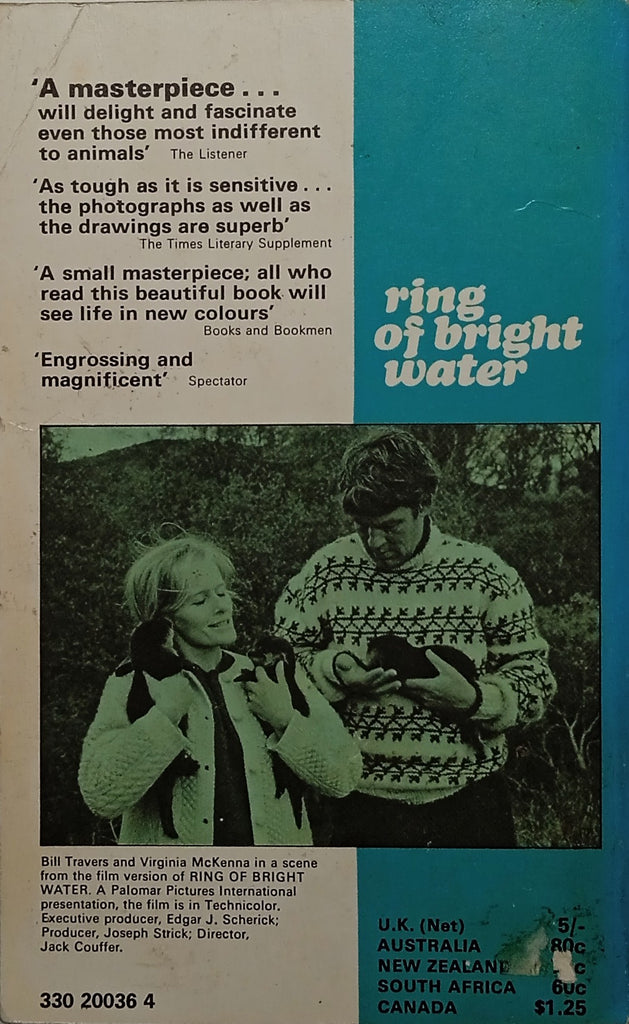 'A masterpiece . . .
will delight and fascinate
even those most indifferent
to animals' The Listener
'As tough as it is sensitive . . .
the photographs as well as
the drawings are superb'
The Times Literary Supplement
'A small masterpiece; all who
read this beautiful book will
see life in new colours'
Books and Bookmen
'Engrossing and
magnificent' Spectator
ring
of bright
water
Bill Travers and Virginia McKenna in a scene
from the film version of RING OF BRIGHT
WATER. A Palomar Pictures International
presentation, the film is in Technicolor.
Executive producer, Edgar J. Scherick;
Producer, Joseph Strick; Director,
Jack Couffer.
330 20036 4
U.K. (Net) 5/-
AUSTRALIA 80c
NEW ZEALAND
SOUTH AFRICA 60c
CANADA $1.25